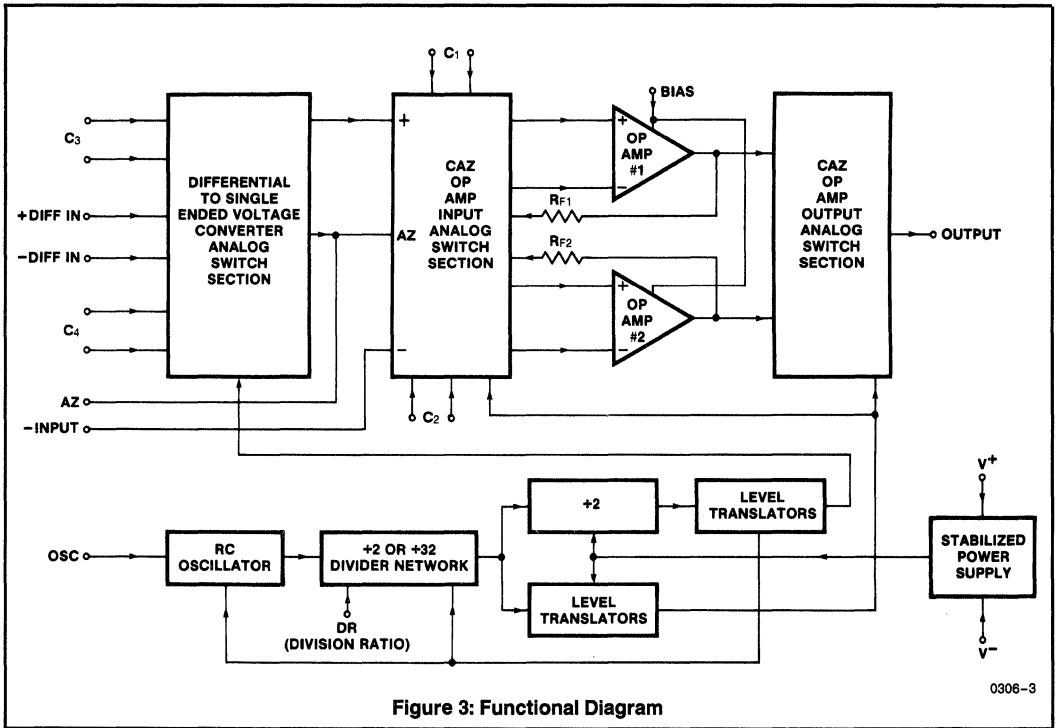 C1
BIAS
C3
+DIFF IN
−DIFF IN
C4
AZ
−INPUT
DIFFERENTIAL
TO SINGLE
ENDED VOLTAGE
CONVERTER
ANALOG
SWITCH
SECTION
+
AZ
−
CAZ
OP
AMP
INPUT
ANALOG
SWITCH
SECTION
C2
+
OP
AMP
#1
−
RF1
RF2
+
OP
AMP
#2
−
CAZ
OP
AMP
OUTPUT
ANALOG
SWITCH
SECTION
OUTPUT
OSC
RC
OSCILLATOR
÷2 OR ÷32
DIVIDER NETWORK
DR
(DIVISION RATIO)
÷2
LEVEL
TRANSLATORS
LEVEL
TRANSLATORS
V+
STABILIZED
POWER
SUPPLY
V−
0306–3
Figure 3: Functional Diagram